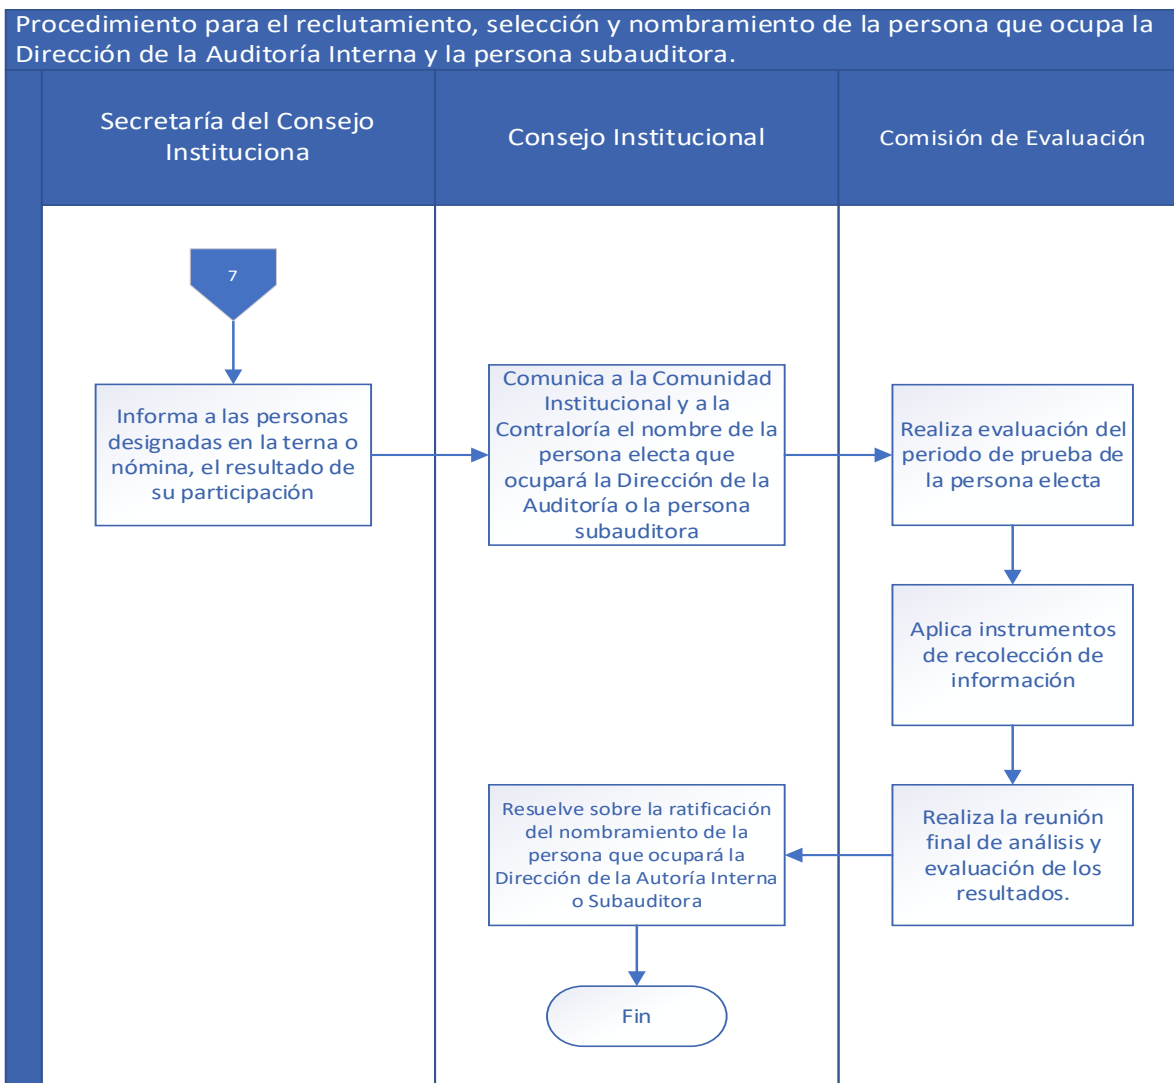 Procedimiento para el reclutamiento, selección y nombramiento de la persona que ocupa la
Dirección de la Auditoría Interna y la persona subauditora.
Secretaría del Consejo
Instituciona
Consejo Institucional
Comisión de Evaluación
7
Informa a las personas
designadas en la terna o
nómina, el resultado de
su participación
Comunica a la Comunidad
Institucional y a la
Contraloría el nombre de la
persona electa que
ocupará la Dirección de la
Auditoría o la persona
subauditora
Realiza evaluación del
periodo de prueba de
la persona electa
Aplica instrumentos
de recolección de
información
Realiza la reunión
final de análisis y
evaluación de los
resultados.
Resuelve sobre la ratificación
del nombramiento de la
persona que ocupará la
Dirección de la Autoría Interna
o Subauditora
Fin